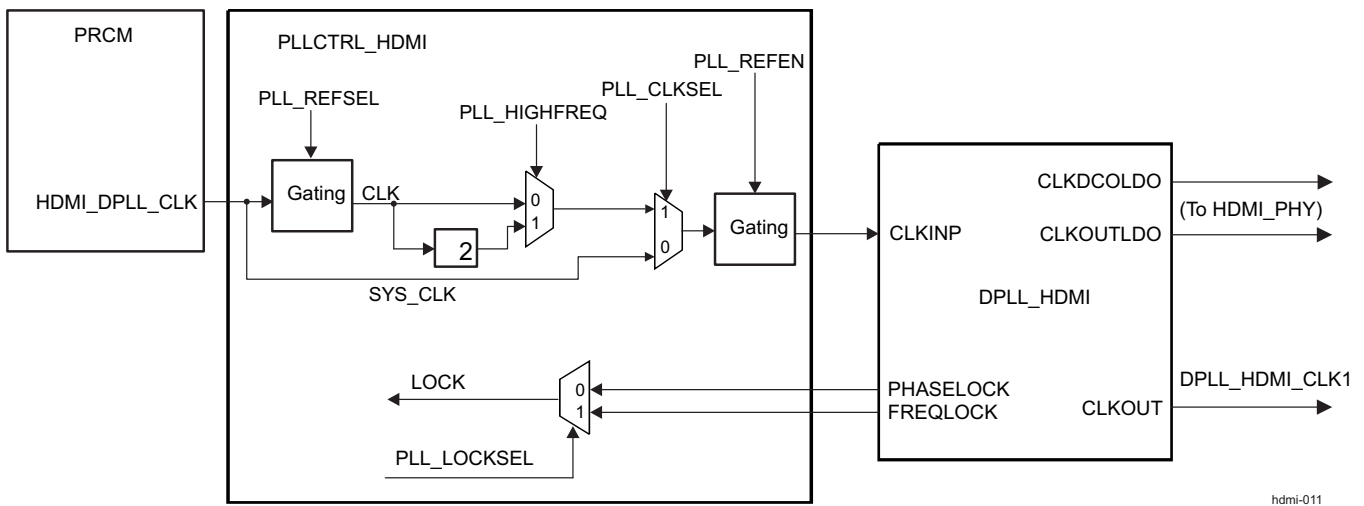 PRCM
PLLCTRL_HDMI
PLL_REFEN
PLL_CLKSEL
PLL_REFSEL
PLL_HIGHFREQ
HDMI_DPLL_CLK
Gating
CLK
0
1
2
1
0
Gating
SYS_CLK
CLKINP
CLKDCOLDO
(To HDMI_PHY)
CLKOUTLDO
DPLL_HDMI
LOCK
0
1
PHASELOCK
FREQLOCK
PLL_LOCKSEL
CLKOUT
DPLL_HDMI_CLK1
hdmi-011